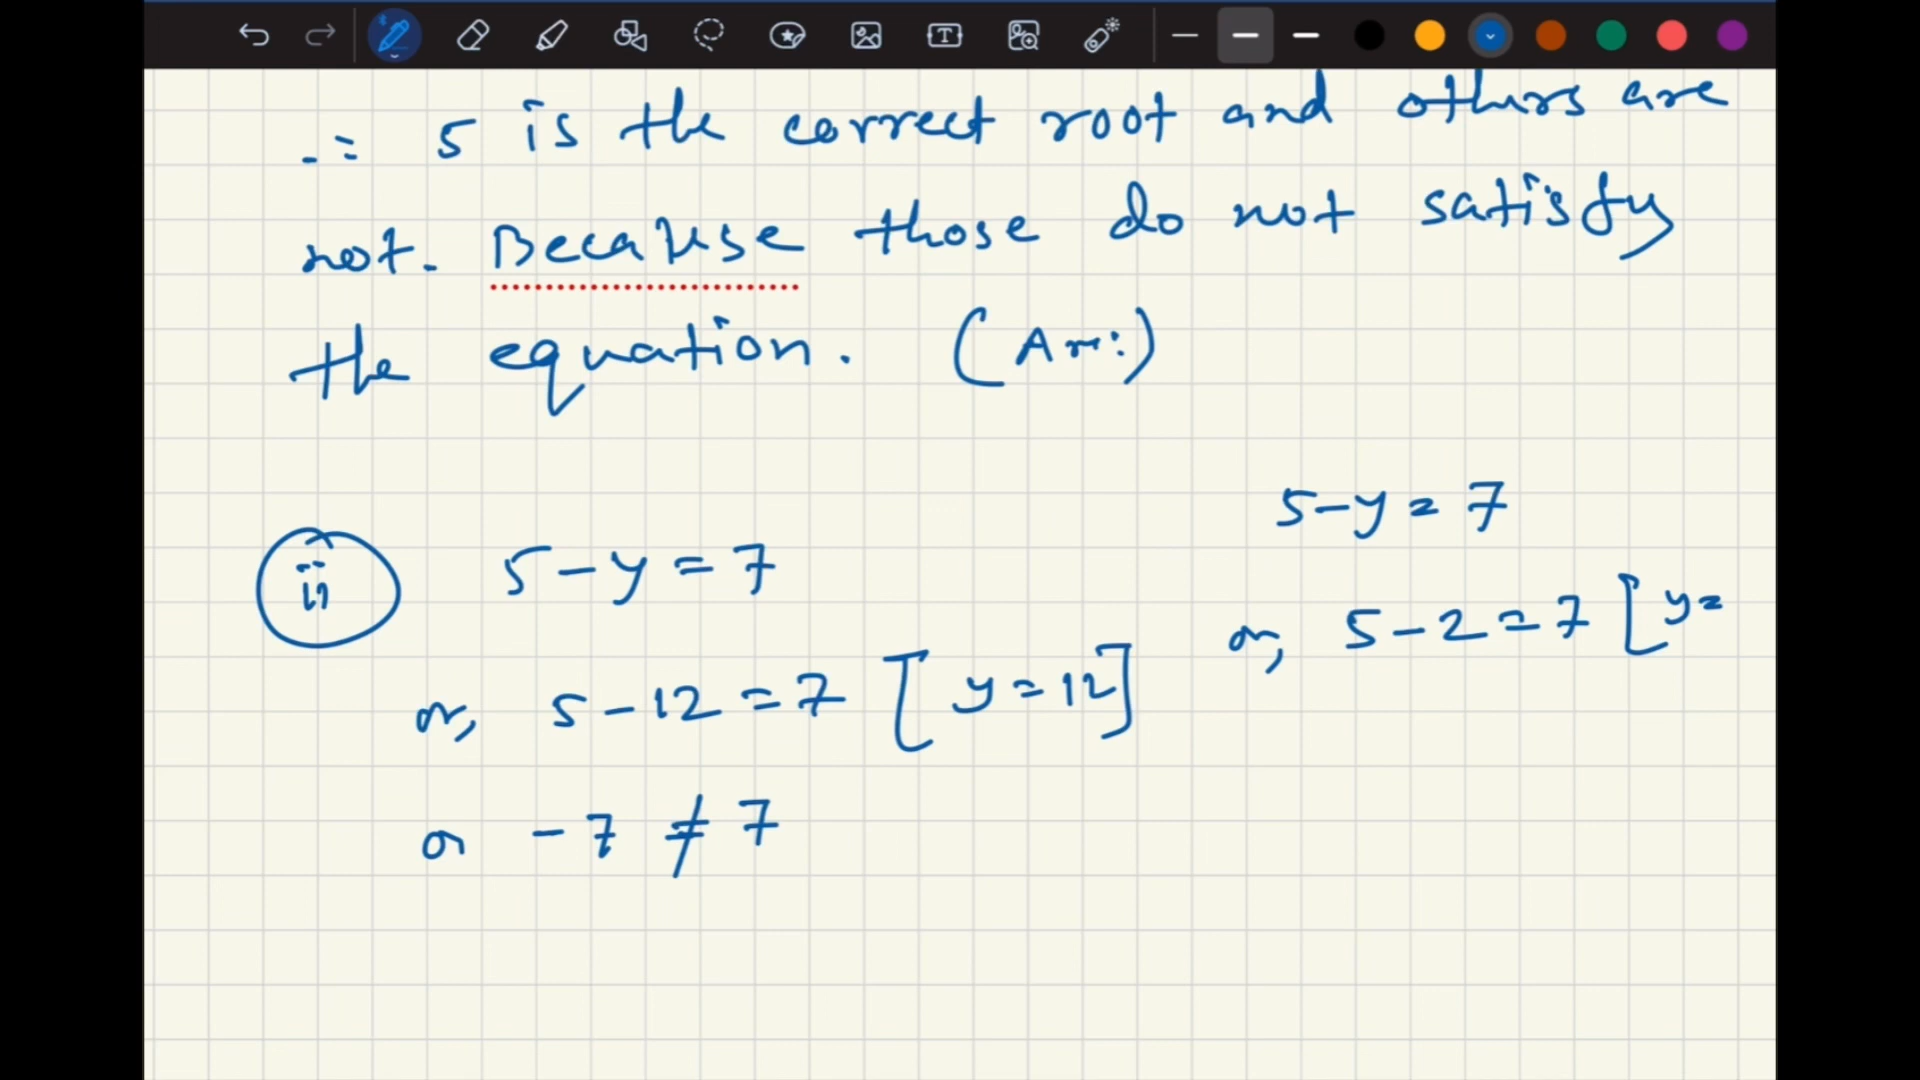 ∴ 5 is the correct root and others are
not. Because those do not satisfy
the equation. (Ans:)
ii 5-y=7
or, 5-12=7 [y=12]
or -7 ≠ 7
5-y=7
or, 5-2=7 [y=